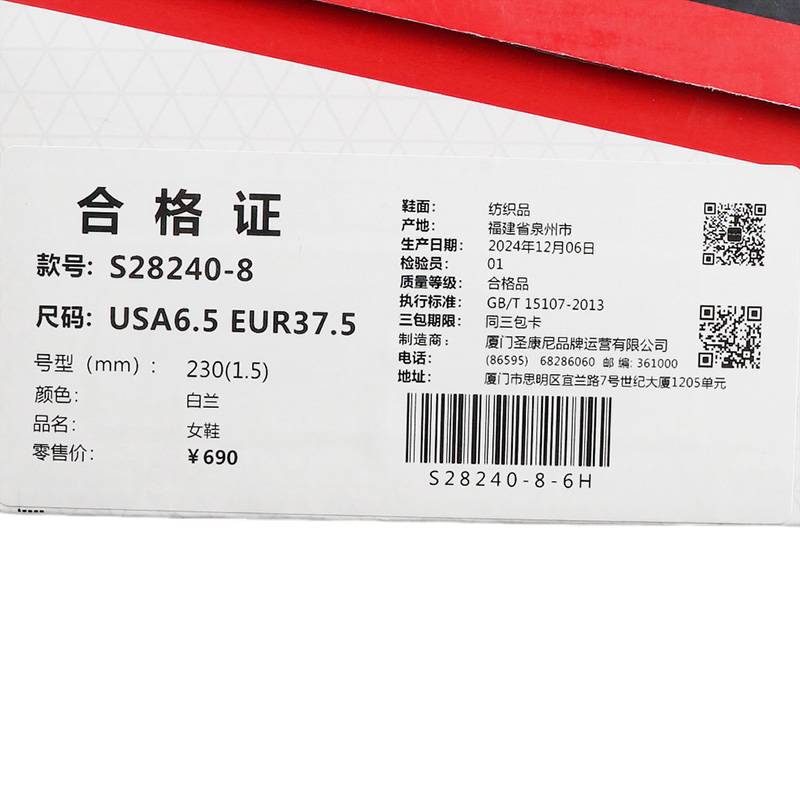 合格证
款号: S28240-8
尺码: USA6.5 EUR37.5
号型（mm）: 230(1.5)
颜色: 白兰
品名: 女鞋
零售价: ¥690
鞋面: 纺织品
产地: 福建省泉州市
生产日期: 2024年12月06日
检验员: 01
质量等级: 合格品
执行标准: GB/T 15107-2013
三包期限: 同三包卡
制造商: 厦门圣康尼品牌运营有限公司
电话: (86595) 68286060 邮 编: 361000
地址: 厦门市思明区宜兰路7号世纪大厦1205单元
S28240-8-6H